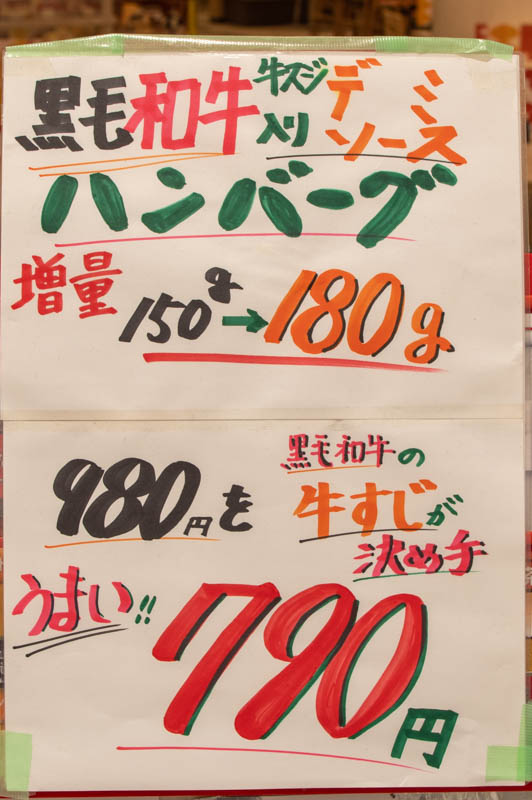 黒毛和牛牛スジ入りデミソース
ハンバーグ
増量 150g→180g
980円を
黒毛和牛の
牛すじが
決め手
うまい!!
790円